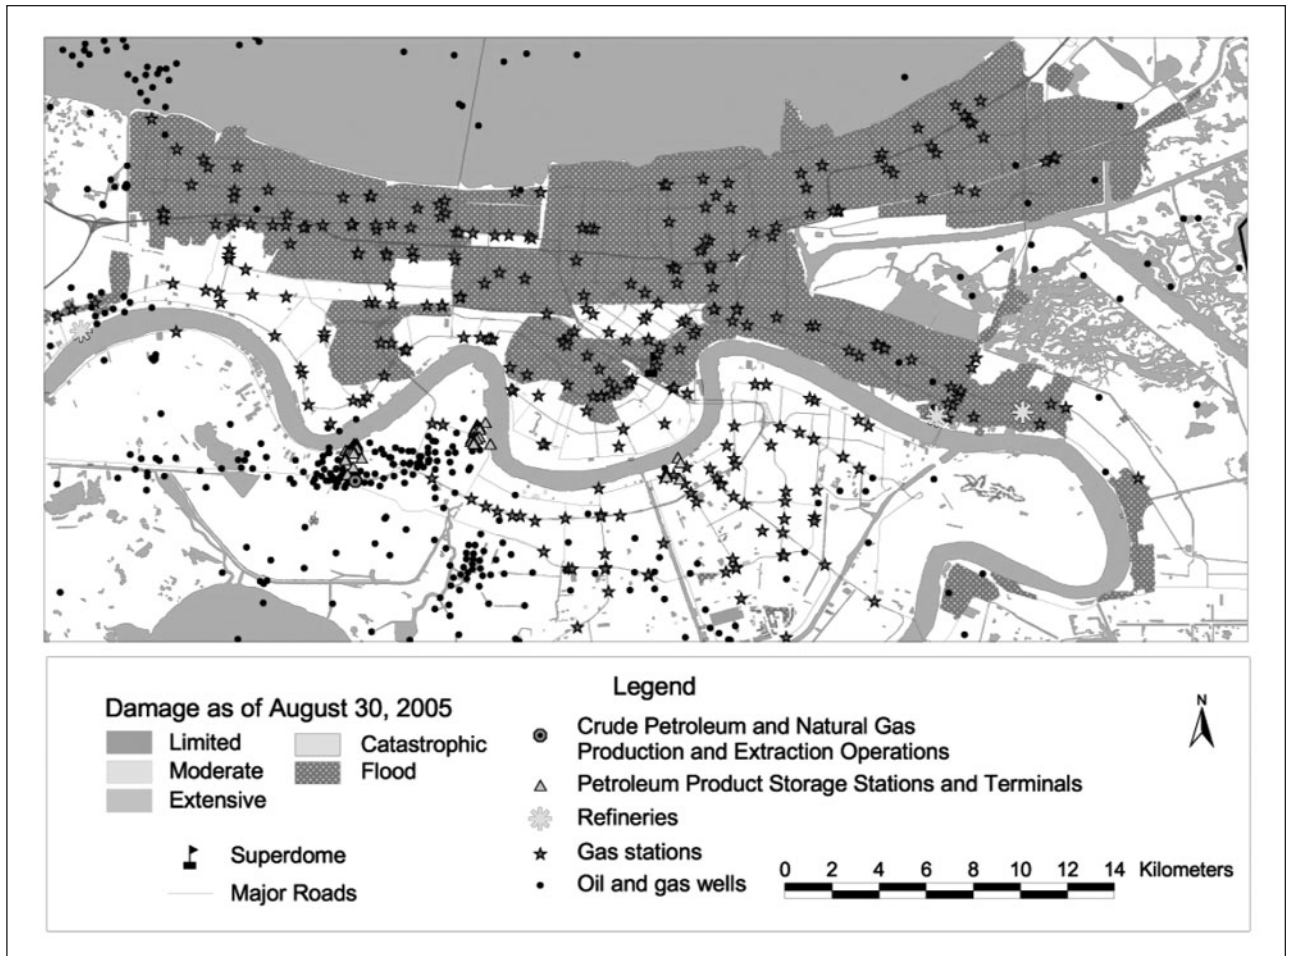 Legend
Damage as of August 30, 2005
Limited
Moderate
Extensive
Catastrophic
Flood
Superdome
Major Roads
Crude Petroleum and Natural Gas
Production and Extraction Operations
Petroleum Product Storage Stations and Terminals
Refineries
Gas stations
Oil and gas wells
N
0 2 4 6 8 10 12 14 Kilometers